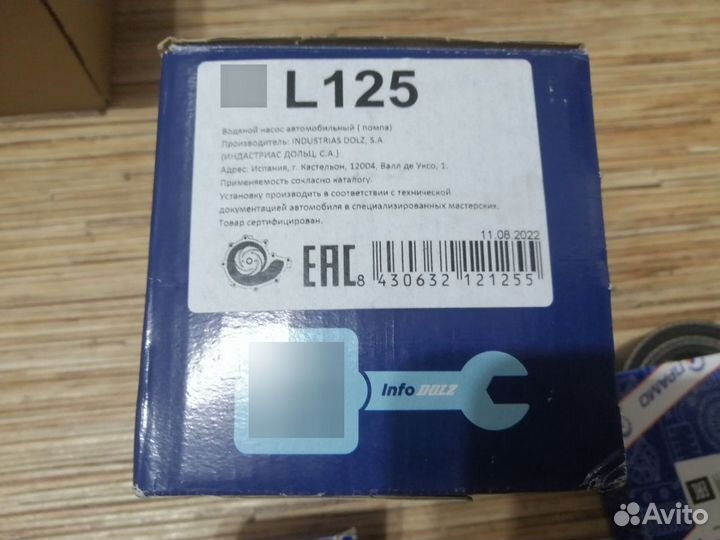 L125
Водяной насос автомобильный ( помпа)
Производитель: INDUSTRIAS DOLZ, S.A
(ИНДАСТРИАС ДОЛЬЦ, С.А.)
Адрес: Испания, г. Кастельон, 12004, Валл де Уксо, 1.
Применяемость согласно каталогу.
Установку производить в соответствии с технической
документацией автомобиля в специализированных мастерских.
Товар сертифицирован.
11.08.2022
EAC
8 430632 121255
Info DOLZ
DRAMO
Avito